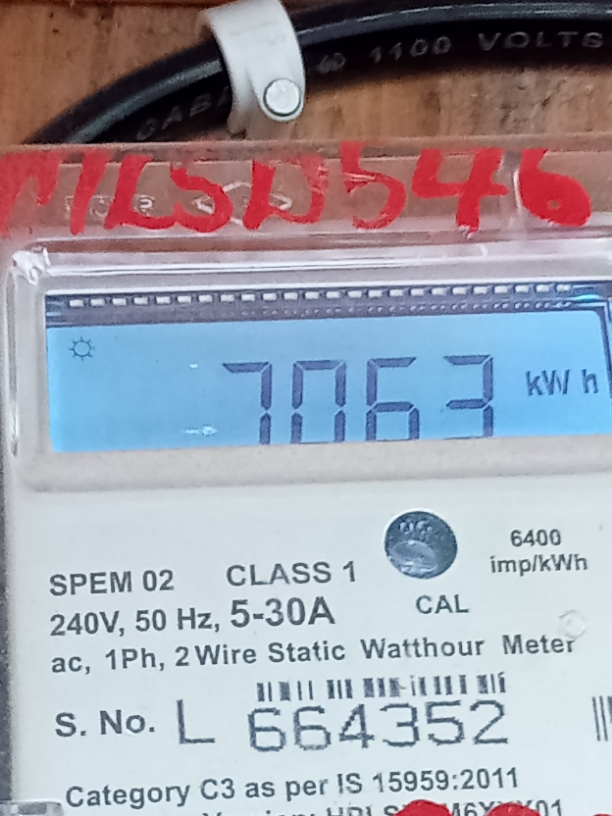 CABL
1100 VOLTS
7063 kWh
6400
imp/kWh
SPEM 02 CLASS 1
240V, 50 Hz, 5-30A
CAL
ac, 1Ph, 2 Wire Static Watthour Meter
S. No. L 664352
Category C3 as per IS 15959:2011